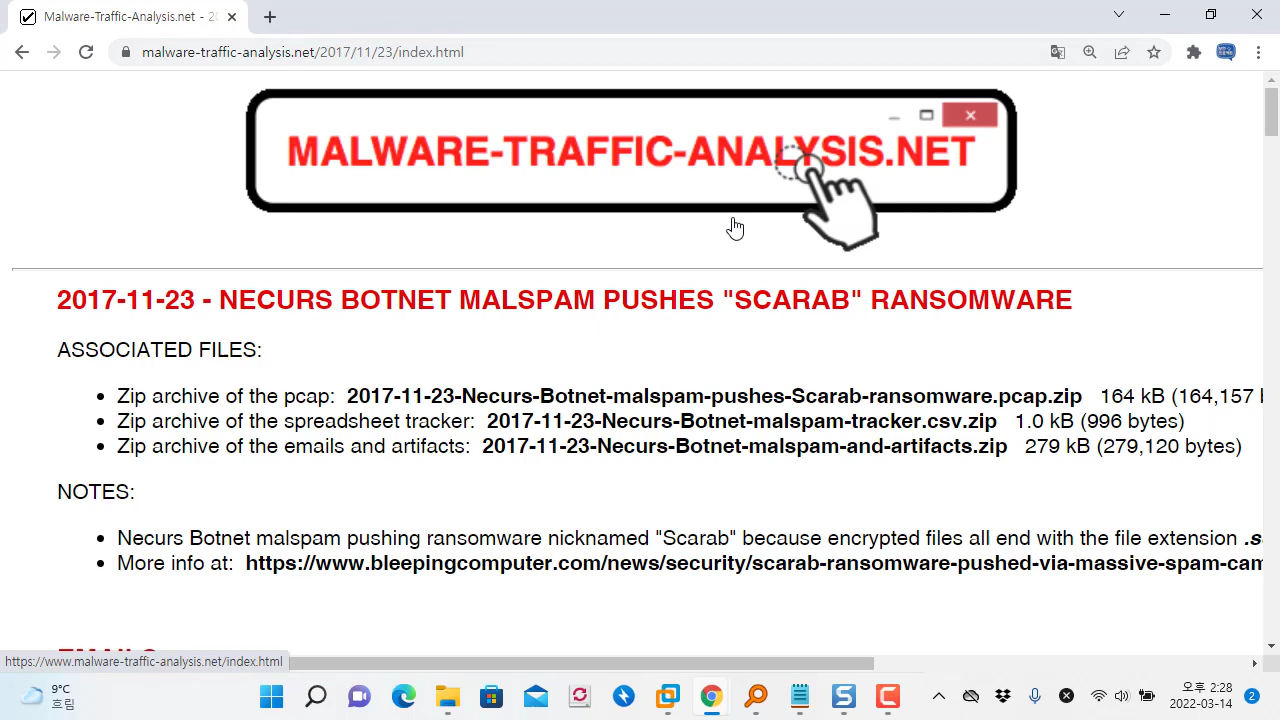 Malware-Traffic-Analysis.net - 20
malware-traffic-analysis.net/2017/11/23/index.html
MALWARE-TRAFFIC-ANALYSIS.NET
2017-11-23 - NECURS BOTNET MALSPAM PUSHES "SCARAB" RANSOMWARE
ASSOCIATED FILES:
• Zip archive of the pcap: 2017-11-23-Necurs-Botnet-malspam-pushes-Scarab-ransomware.pcap.zip 164 kB (164,157 b
• Zip archive of the spreadsheet tracker: 2017-11-23-Necurs-Botnet-malspam-tracker.csv.zip 1.0 kB (996 bytes)
• Zip archive of the emails and artifacts: 2017-11-23-Necurs-Botnet-malspam-and-artifacts.zip 279 kB (279,120 bytes)
NOTES:
• Necurs Botnet malspam pushing ransomware nicknamed "Scarab" because encrypted files all end with the file extension .s
• More info at: https://www.bleepingcomputer.com/news/security/scarab-ransomware-pushed-via-massive-spam-cam
https://www.malware-traffic-analysis.net/index.html
9°C
흐림
오후 2:28
2022-03-14
2